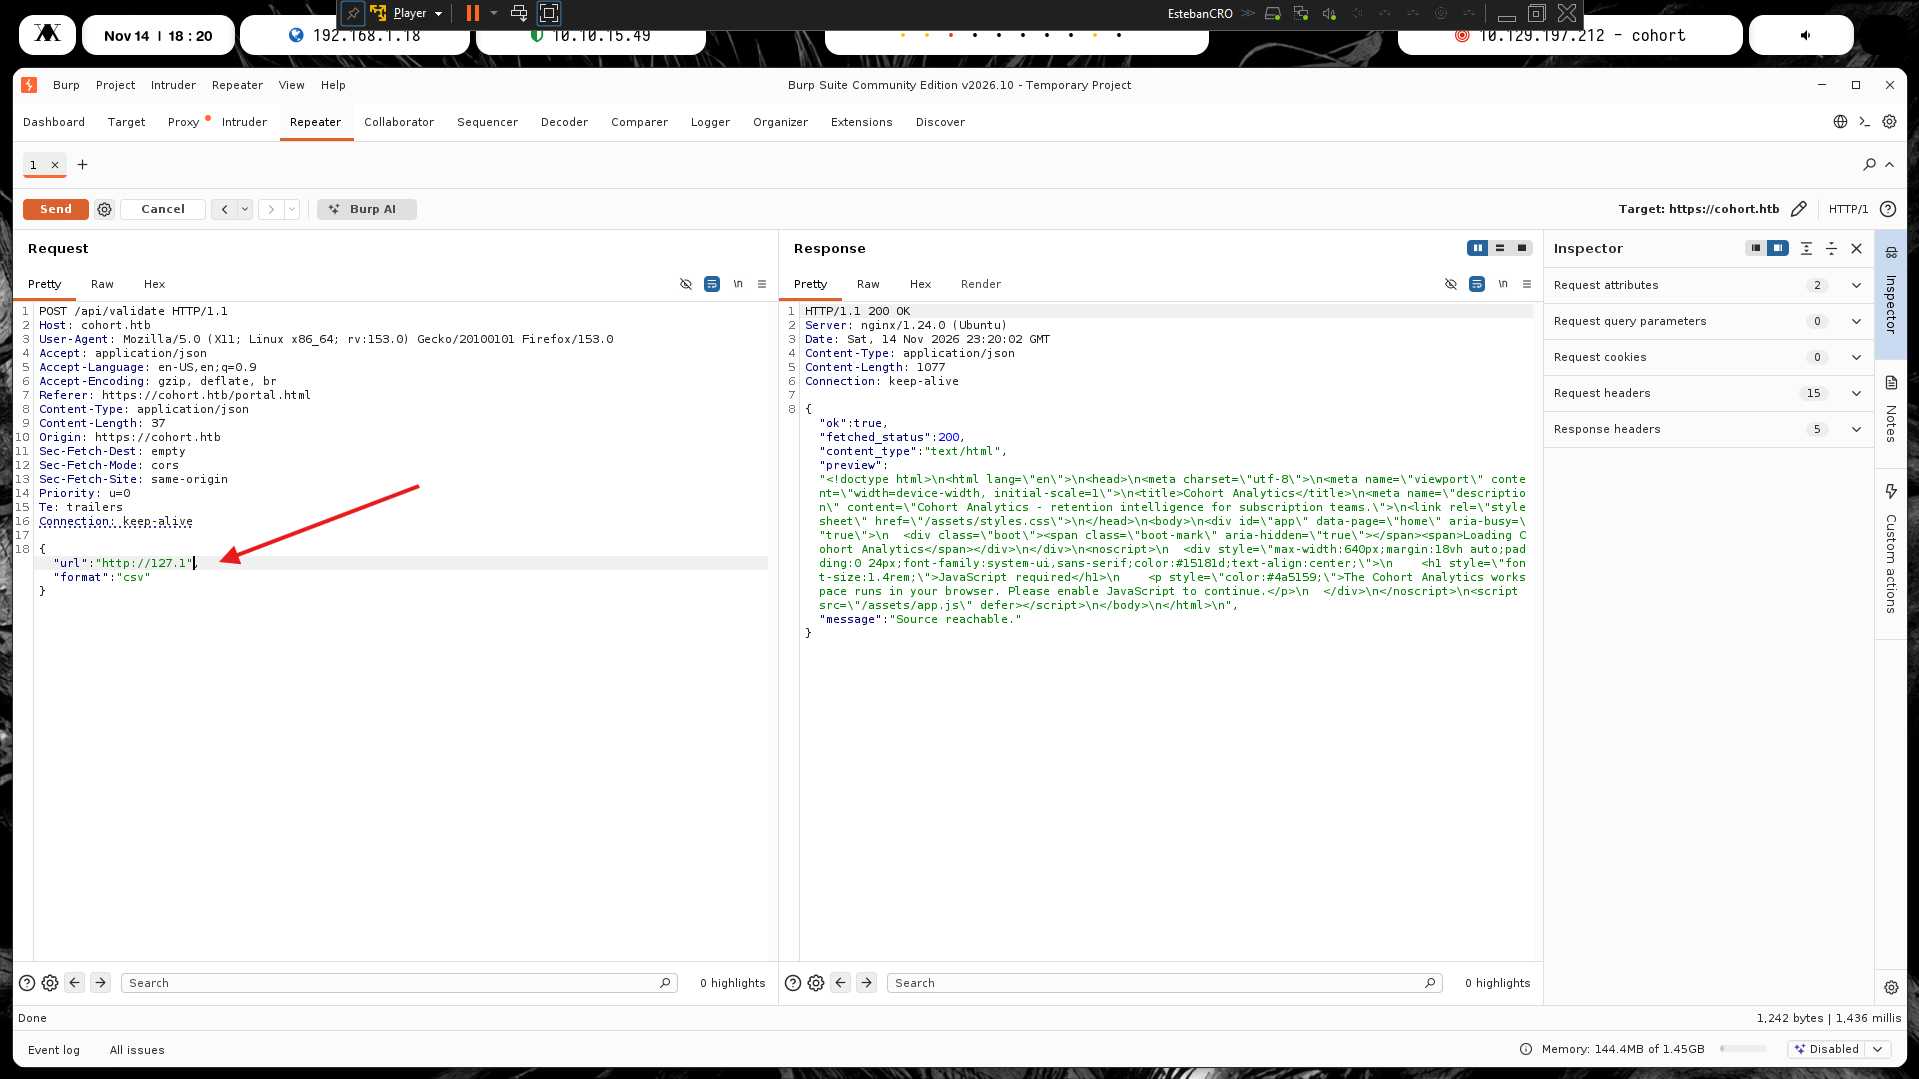 Player
EstebanCRO
Nov 14 | 18 : 20
192.168.1.18
10.10.15.49
10.129.197.212 - cohort
Burp Project Intruder Repeater View Help
Burp Suite Community Edition v2026.10 - Temporary Project
Dashboard Target Proxy Intruder Repeater Collaborator Sequencer Decoder Comparer Logger Organizer Extensions Discover
1 × +
Send Cancel Burp AI
Target: https://cohort.htb HTTP/1
Request
Pretty Raw Hex \n
1 POST /api/validate HTTP/1.1
2 Host: cohort.htb
3 User-Agent: Mozilla/5.0 (X11; Linux x86_64; rv:153.0) Gecko/20100101 Firefox/153.0
4 Accept: application/json
5 Accept-Language: en-US,en;q=0.9
6 Accept-Encoding: gzip, deflate, br
7 Referer: https://cohort.htb/portal.html
8 Content-Type: application/json
9 Content-Length: 37
10 Origin: https://cohort.htb
11 Sec-Fetch-Dest: empty
12 Sec-Fetch-Mode: cors
13 Sec-Fetch-Site: same-origin
14 Priority: u=0
15 Te: trailers
16 Connection: keep-alive
17
18 {
"url":"http://127.1",
"format":"csv"
}
Search 0 highlights
Response
Pretty Raw Hex Render \n
1 HTTP/1.1 200 OK
2 Server: nginx/1.24.0 (Ubuntu)
3 Date: Sat, 14 Nov 2026 23:20:02 GMT
4 Content-Type: application/json
5 Content-Length: 1077
6 Connection: keep-alive
7
8 {
"ok":true,
"fetched_status":200,
"content_type":"text/html",
"preview":
"<!doctype html>\n<html lang=\"en\">\n<head>\n<meta charset=\"utf-8\">\n<meta name=\"viewport\" conte
nt=\"width=device-width, initial-scale=1\">\n<title>Cohort Analytics</title>\n<meta name=\"descriptio
n\" content=\"Cohort Analytics - retention intelligence for subscription teams.\">\n<link rel=\"style
sheet\" href=\"/assets/styles.css\">\n</head>\n<body>\n<div id=\"app\" data-page=\"home\" aria-busy=\
"true\">\n  <div class=\"boot\"><span class=\"boot-mark\" aria-hidden=\"true\"></span><span>Loading C
ohort Analytics</span></div>\n</div>\n<noscript>\n  <div style=\"max-width:640px;margin:18vh auto;pad
ding:0 24px;font-family:system-ui,sans-serif;color:#15181d;text-align:center;\">\n    <h1 style=\"fon
t-size:1.4rem;\">JavaScript required</h1>\n    <p style=\"color:#4a5159;\">The Cohort Analytics works
pace runs in your browser. Please enable JavaScript to continue.</p>\n  </div>\n</noscript>\n<script
src=\"/assets/app.js\" defer></script>\n</body>\n</html>\n",
"message":"Source reachable."
}
Search 0 highlights
Inspector
Request attributes 2
Request query parameters 0
Request cookies 0
Request headers 15
Response headers 5
Inspector
Notes
Custom actions
Done
1,242 bytes | 1,436 millis
Event log All issues
Memory: 144.4MB of 1.45GB Disabled